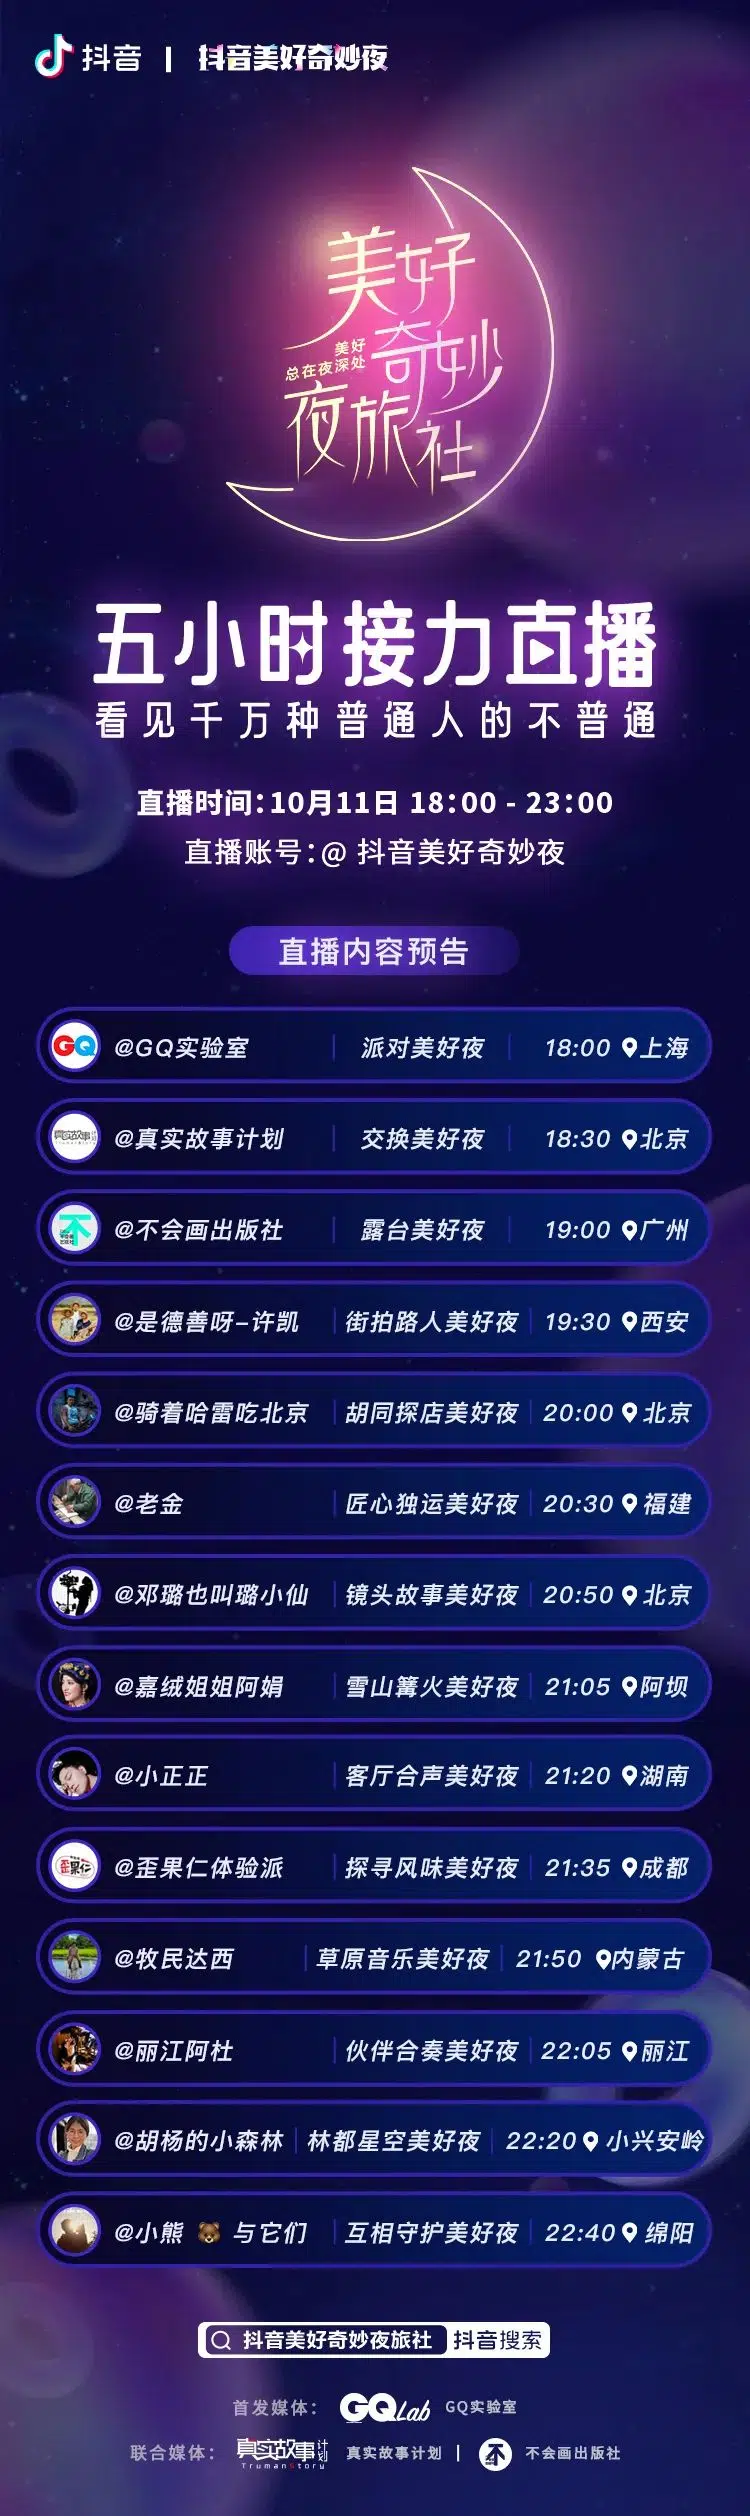 抖音 | 抖音美好奇妙夜
美好
奇妙
美好
总在夜深处
夜旅社
五小时接力直播
看见千万种普通人的不普通
直播时间：10月11日 18：00 - 23：00
直播账号：@ 抖音美好奇妙夜
直播内容预告
GQ @GQ实验室 派对美好夜 18:00 上海
@真实故事计划 交换美好夜 18:30 北京
@不会画出版社 露台美好夜 19:00 广州
@是德善呀-许凯 街拍路人美好夜 19:30 西安
@骑着哈雷吃北京 胡同探店美好夜 20:00 北京
@老金 匠心独运美好夜 20:30 福建
@邓璐也叫璐小仙 镜头故事美好夜 20:50 北京
@嘉绒姐姐阿娟 雪山篝火美好夜 21:05 阿坝
@小正正 客厅合声美好夜 21:20 湖南
歪果仁 @歪果仁体验派 探寻风味美好夜 21:35 成都
@牧民达西 草原音乐美好夜 21:50 内蒙古
@丽江阿杜 伙伴合奏美好夜 22:05 丽江
@胡杨的小森林 林都星空美好夜 22:20 小兴安岭
@小熊 🐻 与它们 互相守护美好夜 22:40 绵阳
抖音美好奇妙夜旅社 抖音搜索
首发媒体： GQLab GQ实验室
联合媒体： 真实故事计划 TrumanStory 真实故事计划 | 不 不会画出版社